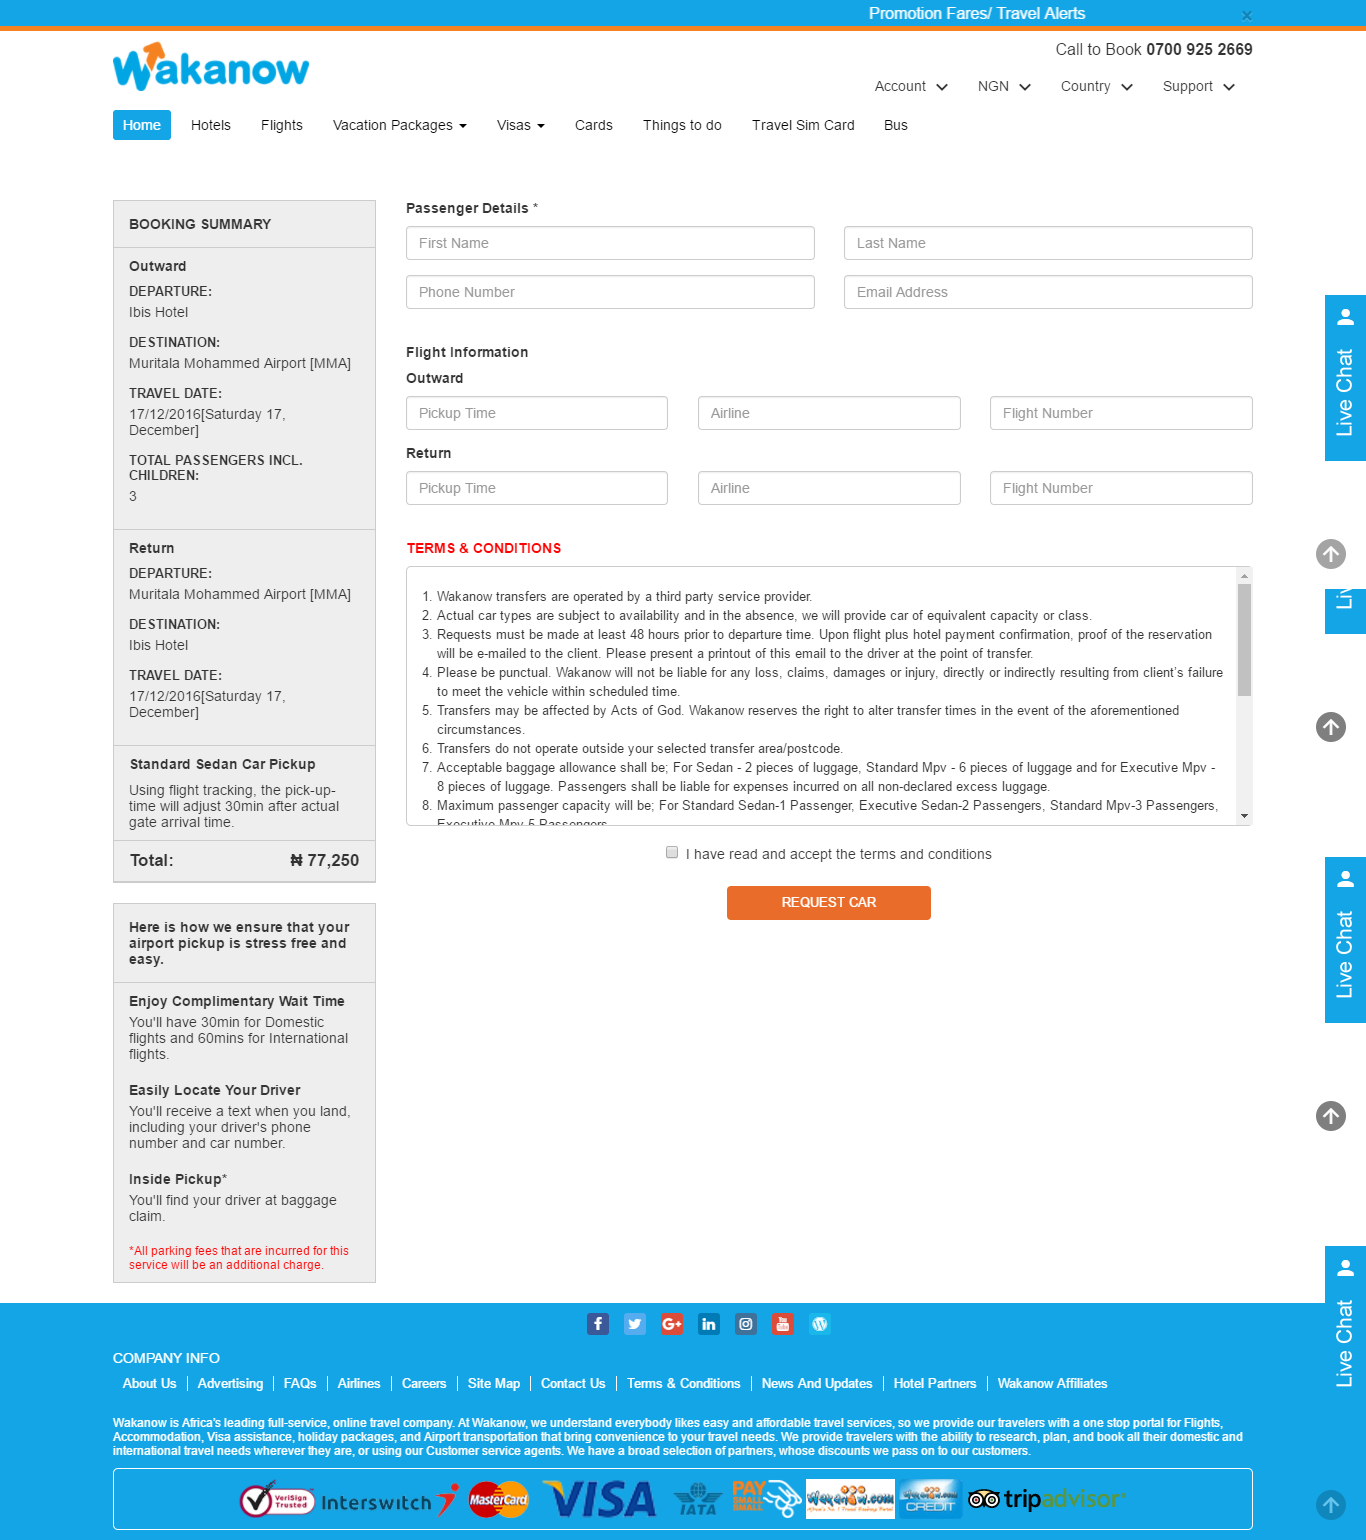 Promotion Fares/ Travel Alerts ×
Wakanow
Call to Book 0700 925 2669
Account NGN Country Support
Home Hotels Flights Vacation Packages Visas Cards Things to do Travel Sim Card Bus
BOOKING SUMMARY
Outward
DEPARTURE:
Ibis Hotel
DESTINATION:
Muritala Mohammed Airport [MMA]
TRAVEL DATE:
17/12/2016[Saturday 17,
December]
TOTAL PASSENGERS INCL.
CHILDREN:
3
Return
DEPARTURE:
Muritala Mohammed Airport [MMA]
DESTINATION:
Ibis Hotel
TRAVEL DATE:
17/12/2016[Saturday 17,
December]
Standard Sedan Car Pickup
Using flight tracking, the pick-up-
time will adjust 30min after actual
gate arrival time.
Total: ₦ 77,250
Here is how we ensure that your
airport pickup is stress free and
easy.
Enjoy Complimentary Wait Time
You'll have 30min for Domestic
flights and 60mins for International
flights.
Easily Locate Your Driver
You'll receive a text when you land,
including your driver's phone
number and car number.
Inside Pickup*
You'll find your driver at baggage
claim.
*All parking fees that are incurred for this
service will be an additional charge.
Passenger Details *
First Name Last Name
Phone Number Email Address
Flight Information
Outward
Pickup Time Airline Flight Number
Return
Pickup Time Airline Flight Number
TERMS & CONDITIONS
1. Wakanow transfers are operated by a third party service provider.
2. Actual car types are subject to availability and in the absence, we will provide car of equivalent capacity or class.
3. Requests must be made at least 48 hours prior to departure time. Upon flight plus hotel payment confirmation, proof of the reservation
will be e-mailed to the client. Please present a printout of this email to the driver at the point of transfer.
4. Please be punctual. Wakanow will not be liable for any loss, claims, damages or injury, directly or indirectly resulting from client’s failure
to meet the vehicle within scheduled time.
5. Transfers may be affected by Acts of God. Wakanow reserves the right to alter transfer times in the event of the aforementioned
circumstances.
6. Transfers do not operate outside your selected transfer area/postcode.
7. Acceptable baggage allowance shall be; For Sedan - 2 pieces of luggage, Standard Mpv - 6 pieces of luggage and for Executive Mpv -
8 pieces of luggage. Passengers shall be liable for expenses incurred on all non-declared excess luggage.
8. Maximum passenger capacity will be; For Standard Sedan-1 Passenger, Executive Sedan-2 Passengers, Standard Mpv-3 Passengers,
Executive Mpv-5 Passengers
I have read and accept the terms and conditions
REQUEST CAR
Live Chat
Liv
Live Chat
Live Chat
COMPANY INFO
About Us Advertising FAQs Airlines Careers Site Map Contact Us Terms & Conditions News And Updates Hotel Partners Wakanow Affiliates
Wakanow is Africa's leading full-service, online travel company. At Wakanow, we understand everybody likes easy and affordable travel services, so we provide our travelers with a one stop portal for Flights,
Accommodation, Visa assistance, holiday packages, and Airport transportation that bring convenience to your travel needs. We provide travelers with the ability to research, plan, and book all their domestic and
international travel needs wherever they are, or using our Customer service agents. We have a broad selection of partners, whose discounts we pass on to our customers.
VeriSign Trusted Interswitch MasterCard VISA IATA PAY SMALL SMALL Wakanow.com Wakanow.com CREDIT tripadvisor